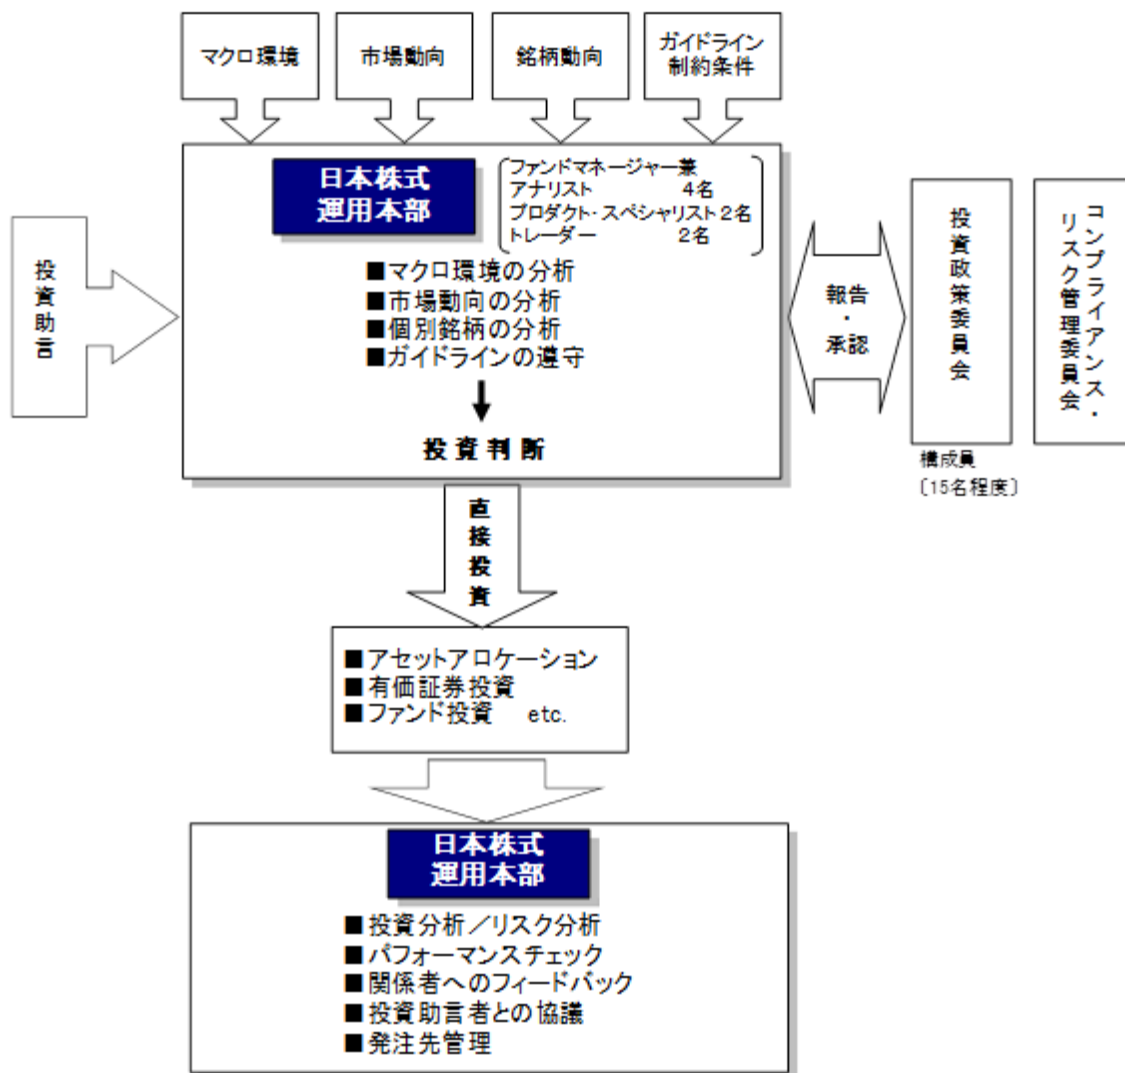 マクロ環境
市場動向
銘柄動向
ガイドライン
制約条件
日本株式
運用本部
ファンドマネージャー兼
アナリスト 4名
プロダクト・スペシャリスト2名
トレーダー 2名
■マクロ環境の分析
■市場動向の分析
■個別銘柄の分析
■ガイドラインの遵守
投資判断
投資助言
報告
・
承認
投資政策委員会
構成員
〔15名程度〕
コンプライアンス・
リスク管理委員会
直接投資
■アセットアロケーション
■有価証券投資
■ファンド投資 etc.
日本株式
運用本部
■投資分析／リスク分析
■パフォーマンスチェック
■関係者へのフィードバック
■投資助言者との協議
■発注先管理